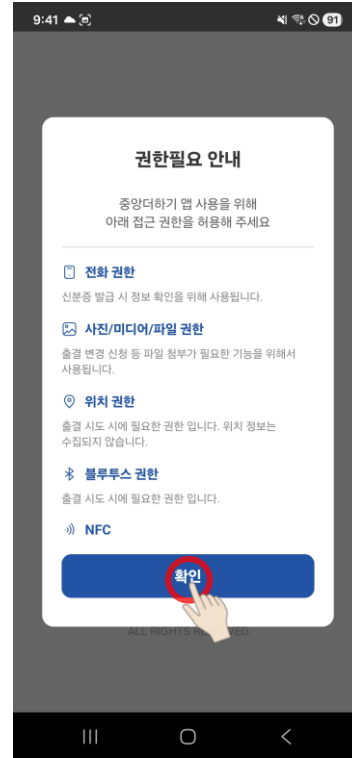 9:41
91
권한필요 안내
중앙더하기 앱 사용을 위해
아래 접근 권한을 허용해 주세요
전화 권한
신분증 발급 시 정보 확인을 위해 사용됩니다.
사진/미디어/파일 권한
출결 변경 신청 등 파일 첨부가 필요한 기능을 위해서
사용됩니다.
위치 권한
출결 시도 시에 필요한 권한 입니다. 위치 정보는
수집되지 않습니다.
블루투스 권한
출결 시도 시에 필요한 권한 입니다.
NFC
확인
ALL RIGHTS